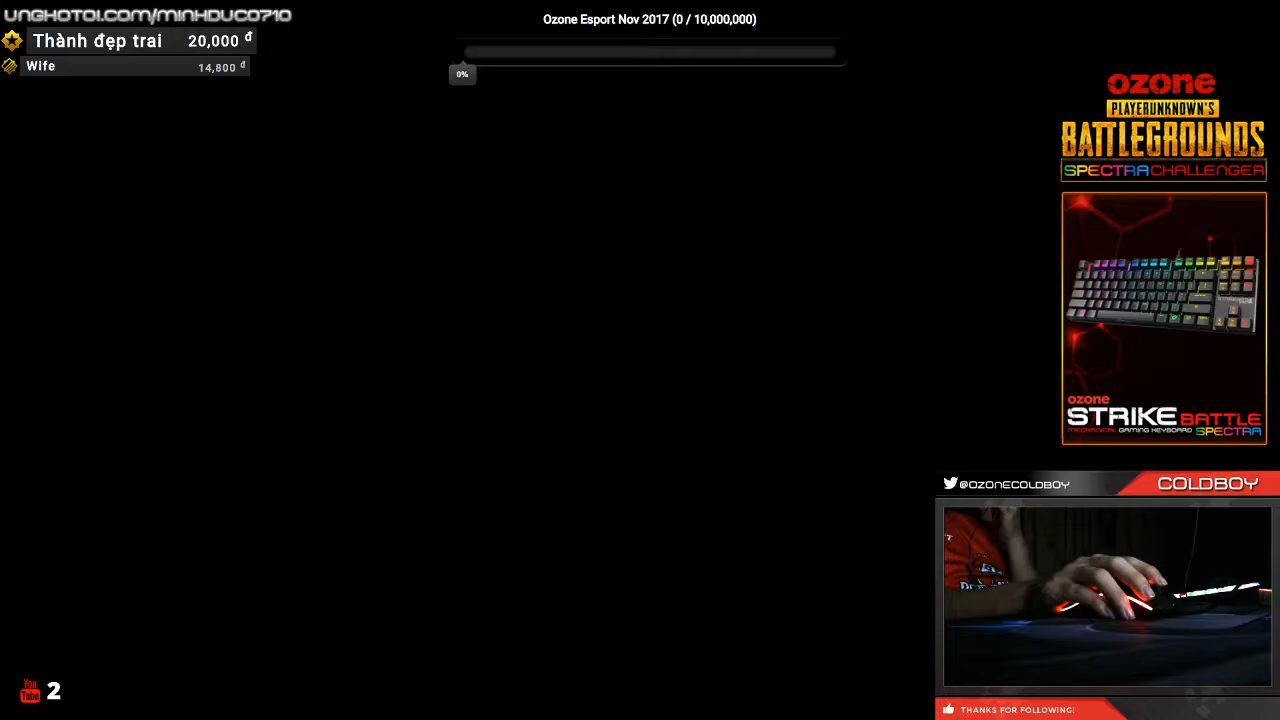 UNGHOTOI.COM/MINHDUC0710
Thành đẹp trai 20,000 đ
Wife 14,800 đ
Ozone Esport Nov 2017 (0 / 10,000,000)
0%
ozone
PLAYERUNKNOWN'S
BATTLEGROUNDS
SPECTRA CHALLENGER
ozone
STRIKE BATTLE
MECHANICAL GAMING KEYBOARD SPECTRA
@OZONECOLDBOY
COLDBOY
You Tube 2
THANKS FOR FOLLOWING!